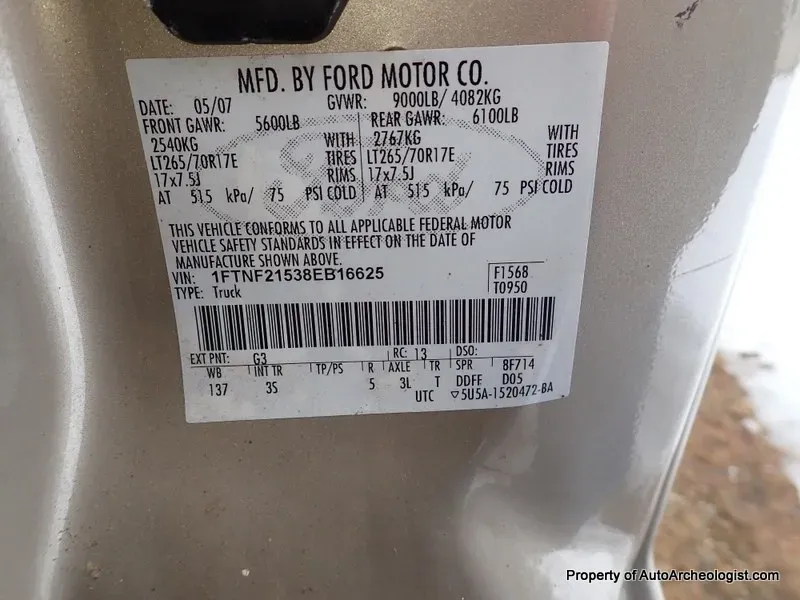 MFD. BY FORD MOTOR CO.
DATE: 05/07 GVWR: 9000LB/ 4082KG
FRONT GAWR: 5600LB REAR GAWR: 6100LB
2540KG WITH 2767KG WITH
LT265/70R17E TIRES LT265/70R17E TIRES
17x7.5J RIMS 17x7.5J RIMS
AT 515 kPa/ 75 PSI COLD AT 515 kPa/ 75 PSI COLD
THIS VEHICLE CONFORMS TO ALL APPLICABLE FEDERAL MOTOR
VEHICLE SAFETY STANDARDS IN EFFECT ON THE DATE OF
MANUFACTURE SHOWN ABOVE.
VIN: 1FTNF21538EB16625 F1568
TYPE: Truck T0950
EXT PNT: G3 RC: 13 DSO:
WB INT TR TP/PS R AXLE TR SPR 8F714
137 3S 5 3L T DDFF D05
UTC ▽5U5A-1520472-BA
Property of AutoArcheologist.com